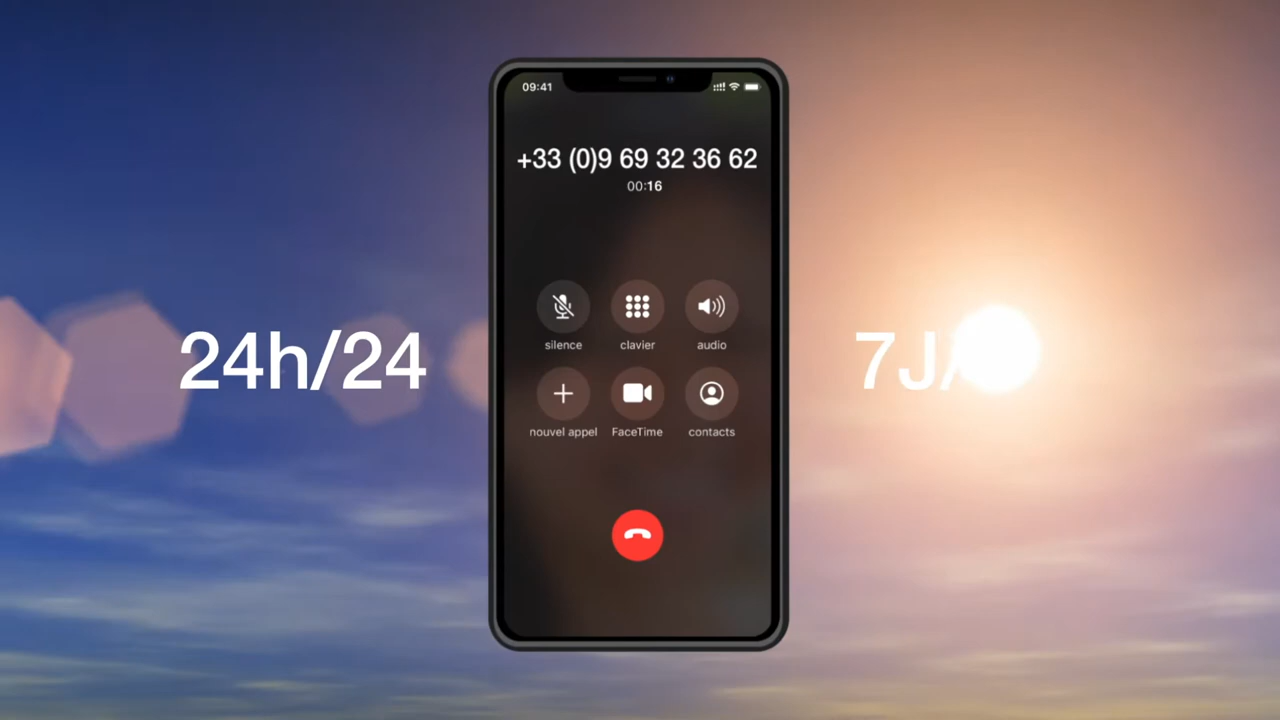 09:41
+33 (0)9 69 32 36 62
00:16
24h/24
7J/
silence
clavier
audio
nouvel appel
FaceTime
contacts